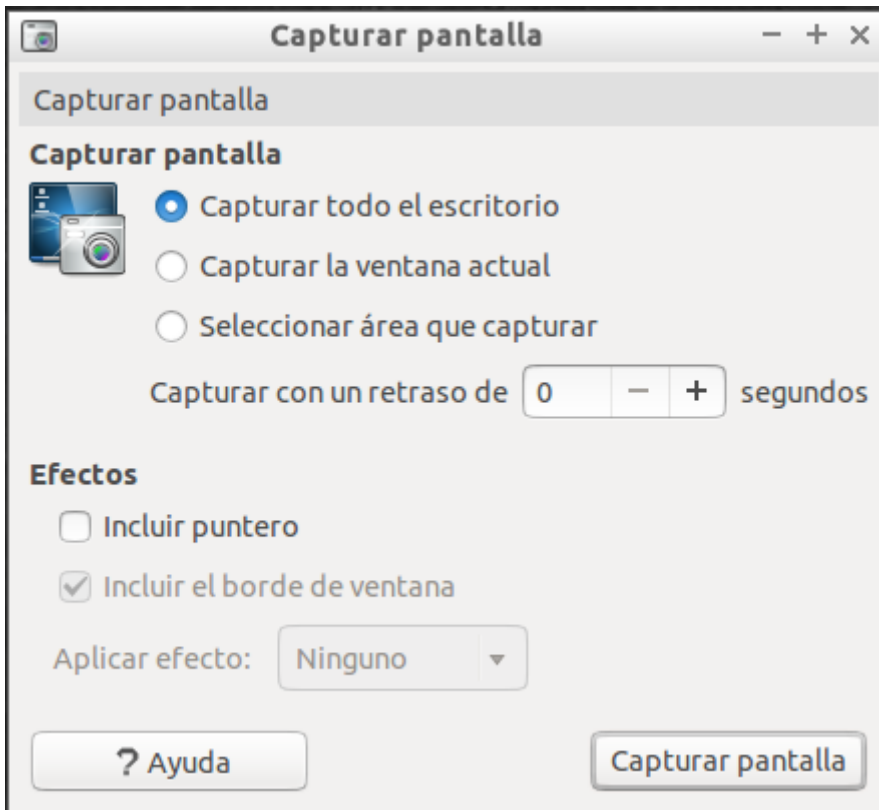 Capturar pantalla
Capturar pantalla
Capturar pantalla
Capturar todo el escritorio
Capturar la ventana actual
Seleccionar área que capturar
Capturar con un retraso de 0 − + segundos
Efectos
Incluir puntero
Incluir el borde de ventana
Aplicar efecto: Ninguno
? Ayuda
Capturar pantalla